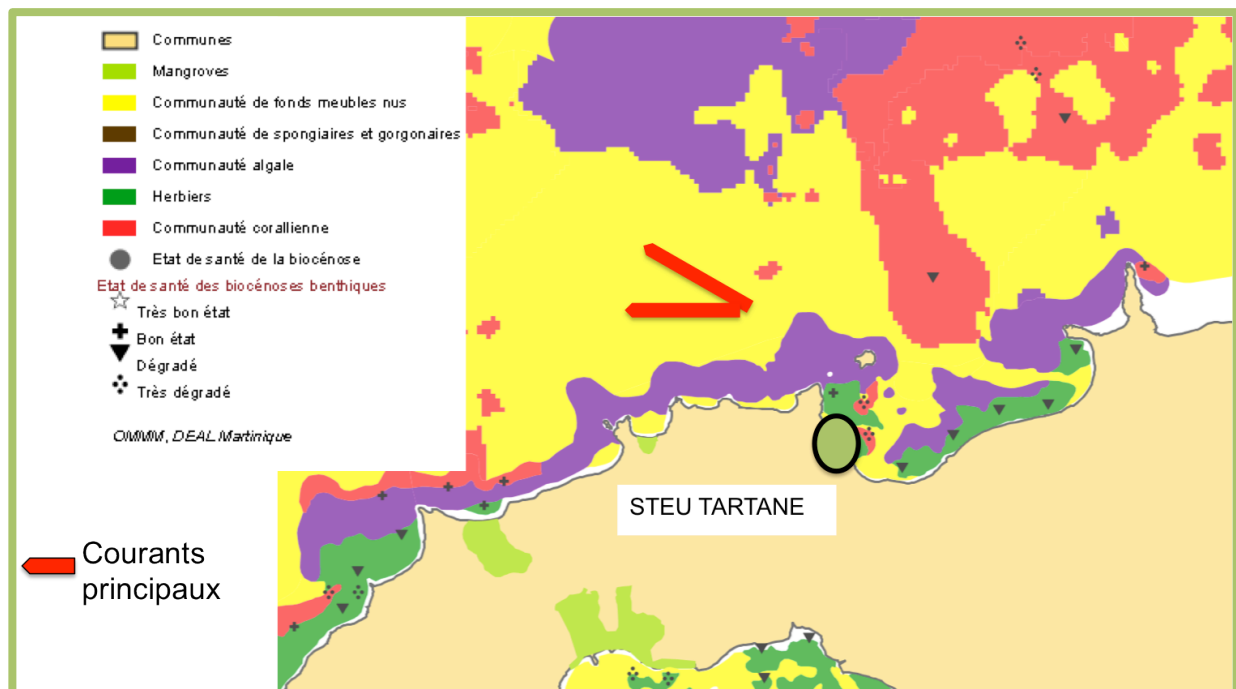 Communes
Mangroves
Communauté de fonds meubles nus
Communauté de spongiaires et gorgonaires
Communauté algale
Herbiers
Communauté corallienne
Etat de santé de la biocénose
Etat de santé des biocénoses benthiques
Très bon état
Bon état
Dégradé
Très dégradé
OMMM, DEAL Martinique
STEU TARTANE
Courants
principaux